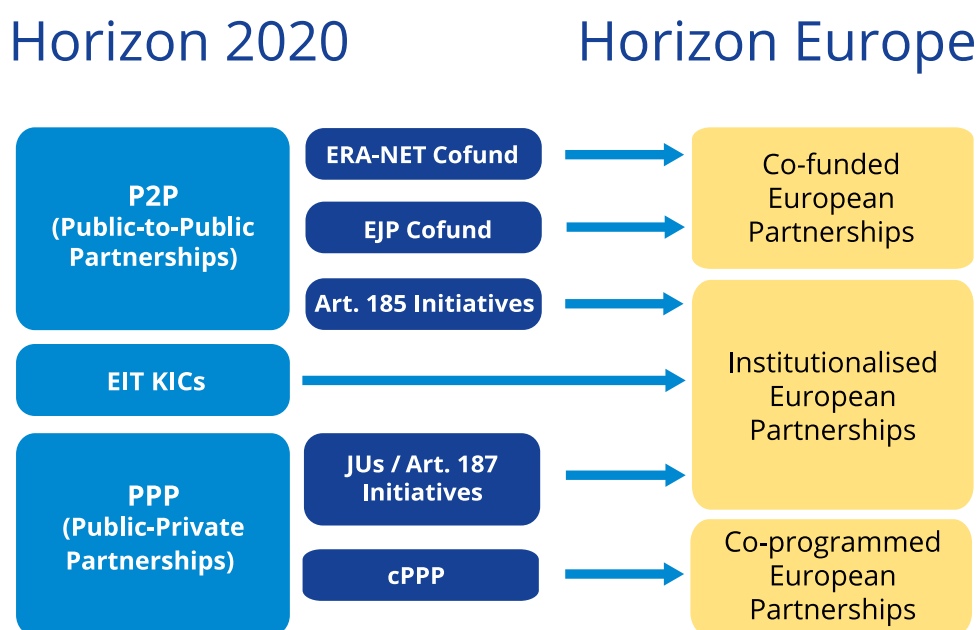 Horizon 2020
Horizon Europe
P2P
(Public-to-Public
Partnerships)
ERA-NET Cofund
EJP Cofund
Art. 185 Initiatives
Co-funded
European
Partnerships
EIT KICs
Institutionalised
European
Partnerships
PPP
(Public-Private
Partnerships)
JUs / Art. 187
Initiatives
cPPP
Co-programmed
European
Partnerships